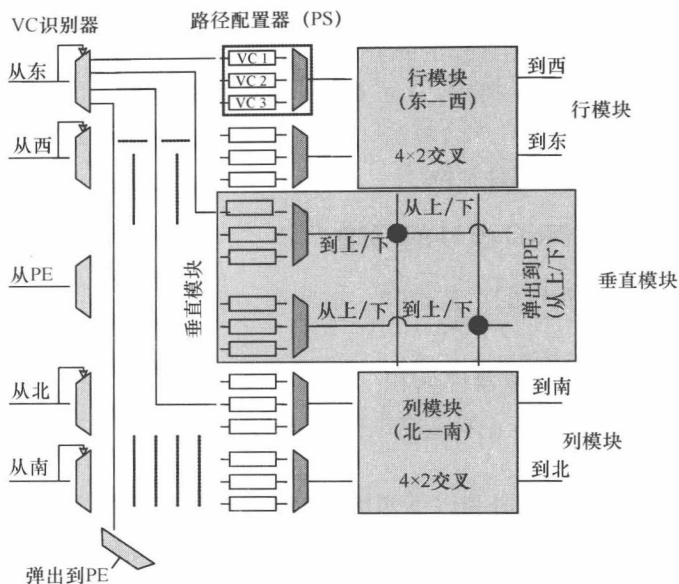 VC识别器
路径配置器（PS）
从东
VC 1
VC 2
VC 3
行模块
(东—西)
4×2交叉
到西
到东
行模块
从西
从上/下
到上/下
从PE
垂直模块
从上/下
到上/下
弹出到PE
(从上/下)
垂直模块
从北
从南
列模块
(北—南)
4×2交叉
到南
到北
列模块
弹出到PE